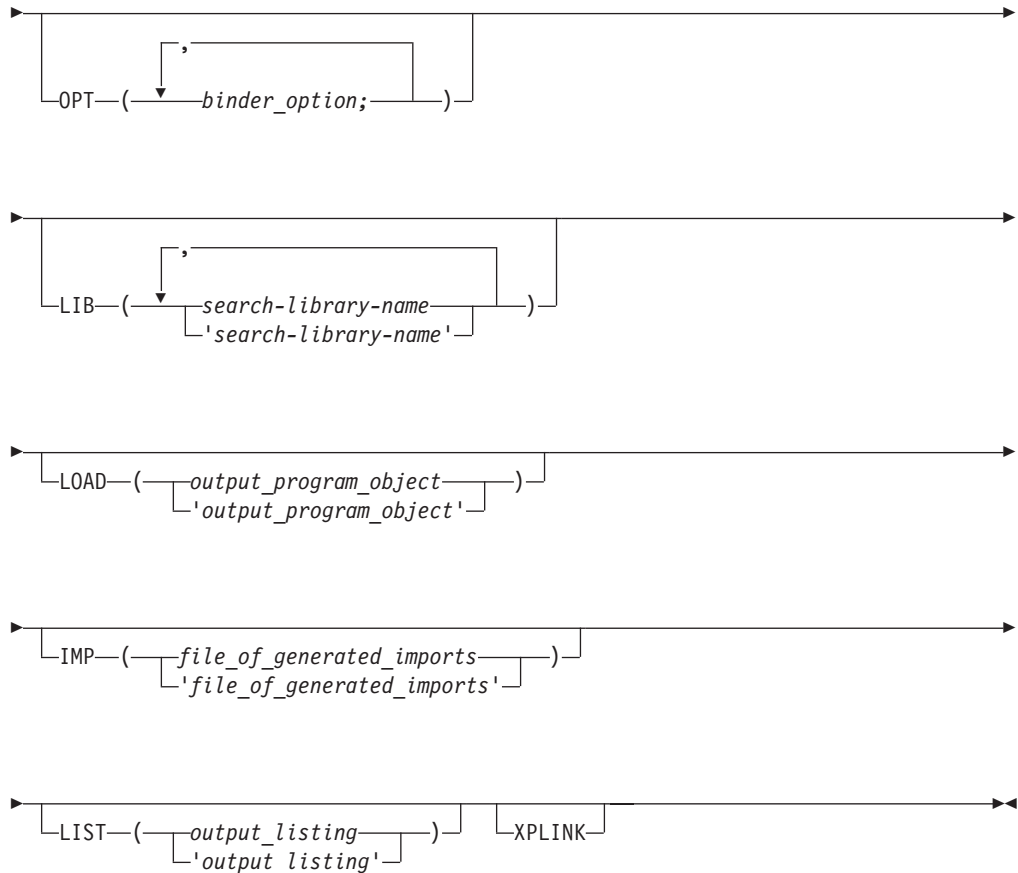 ,
OPT ( binder_option; )
,
LIB ( search-library-name )
'search-library-name'
LOAD ( output_program_object )
'output_program_object'
IMP ( file_of_generated_imports )
'file_of_generated_imports'
LIST ( output_listing ) XPLINK
'output listing'